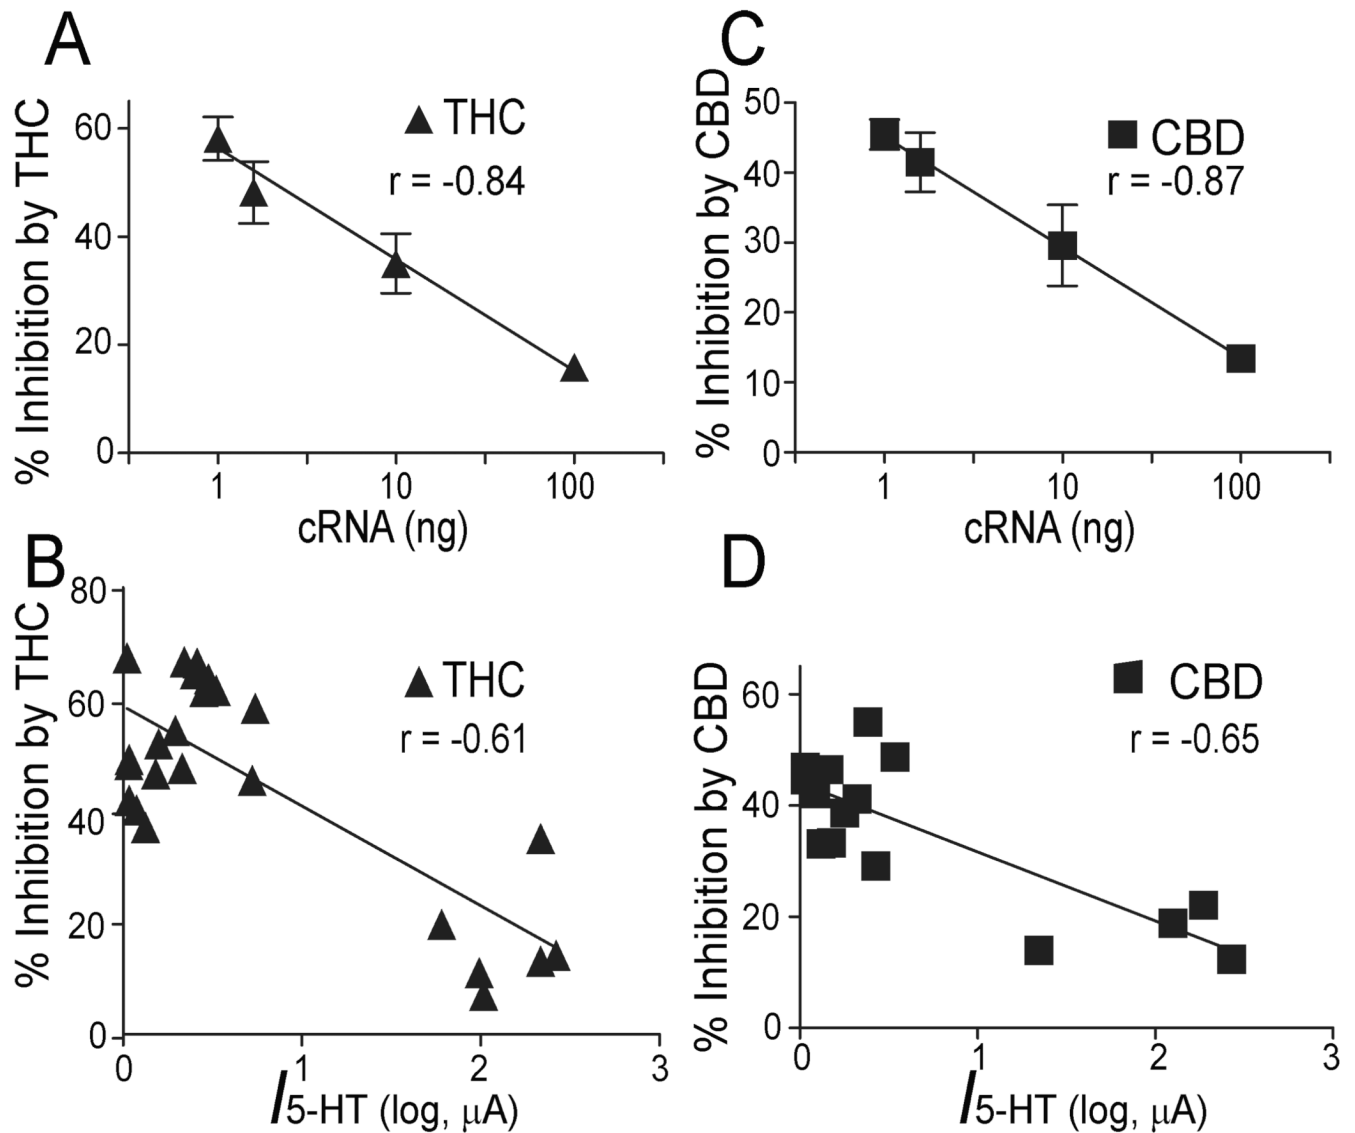 A
% Inhibition by THC
60
40
20
0
THC
r = -0.84
1
10
100
cRNA (ng)
C
% Inhibition by CBD
50
40
30
20
10
0
CBD
r = -0.87
1
10
100
cRNA (ng)
B
% Inhibition by THC
80
60
40
20
0
THC
r = -0.61
0
1
2
3
I5-HT (log, μA)
D
% Inhibition by CBD
60
40
20
0
CBD
r = -0.65
0
1
2
3
I5-HT (log, μA)